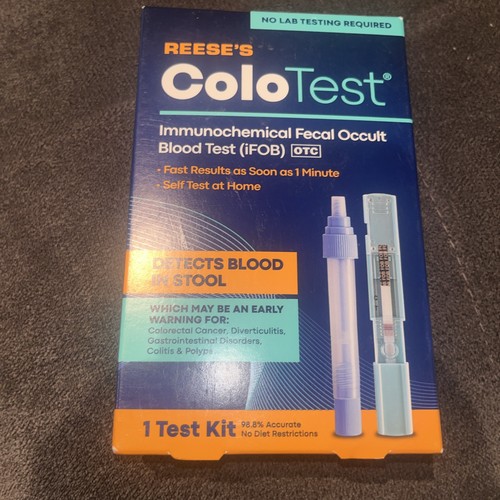 NO LAB TESTING REQUIRED
REESE'S
ColoTest®
Immunochemical Fecal Occult
Blood Test (iFOB) OTC
• Fast Results as Soon as 1 Minute
• Self Test at Home
DETECTS BLOOD
IN STOOL
WHICH MAY BE AN EARLY
WARNING FOR:
Colorectal Cancer, Diverticulitis,
Gastrointestinal Disorders,
Colitis & Polyps
1 Test Kit
98.8% Accurate
No Diet Restrictions